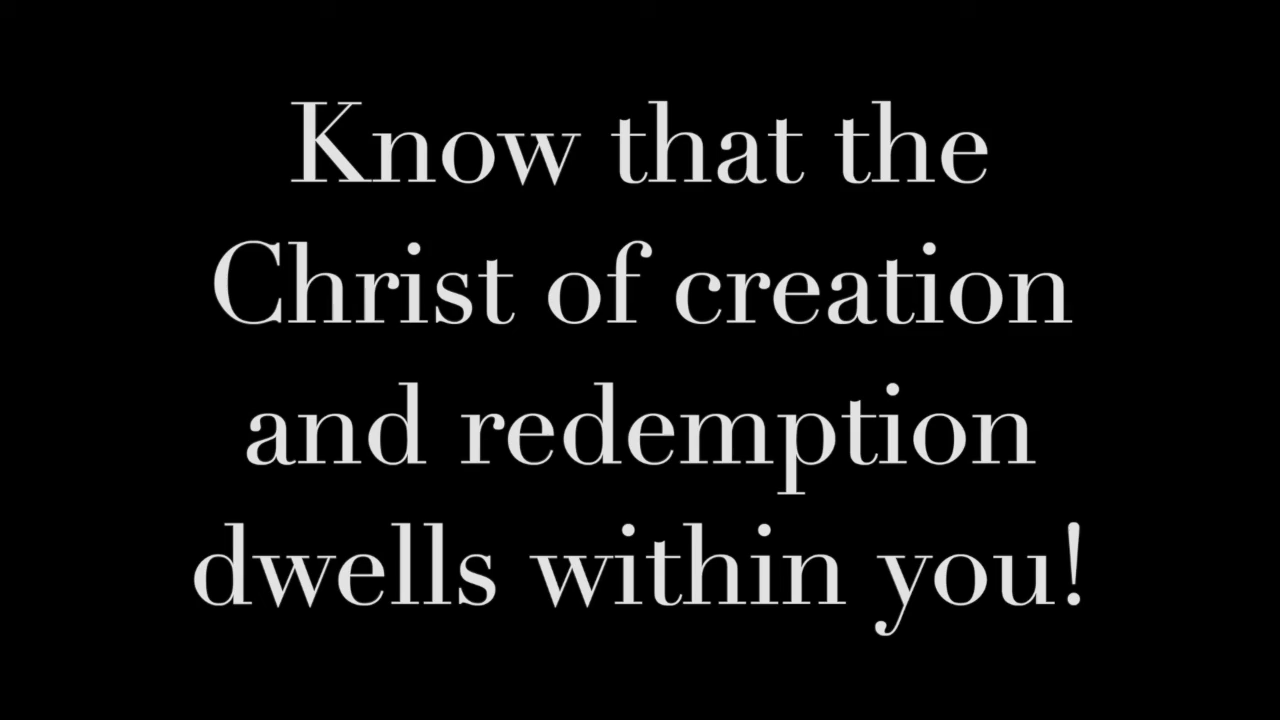 Know that the
Christ of creation
and redemption
dwells within you!